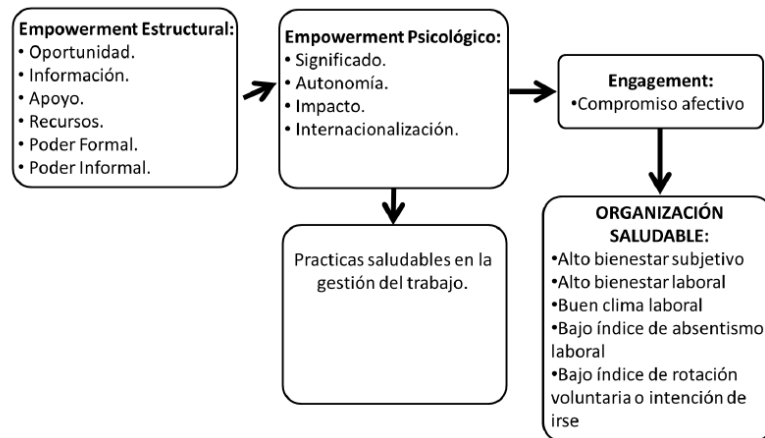 Empowerment Estructural:
• Oportunidad.
• Información.
• Apoyo.
• Recursos.
• Poder Formal.
• Poder Informal.
Empowerment Psicológico:
• Significado.
• Autonomía.
• Impacto.
• Internacionalización.
Engagement:
•Compromiso afectivo
Practicas saludables en la
gestión del trabajo.
ORGANIZACIÓN
SALUDABLE:
•Alto bienestar subjetivo
•Alto bienestar laboral
•Buen clima laboral
•Bajo índice de absentismo
laboral
•Bajo índice de rotación
voluntaria o intención de
irse